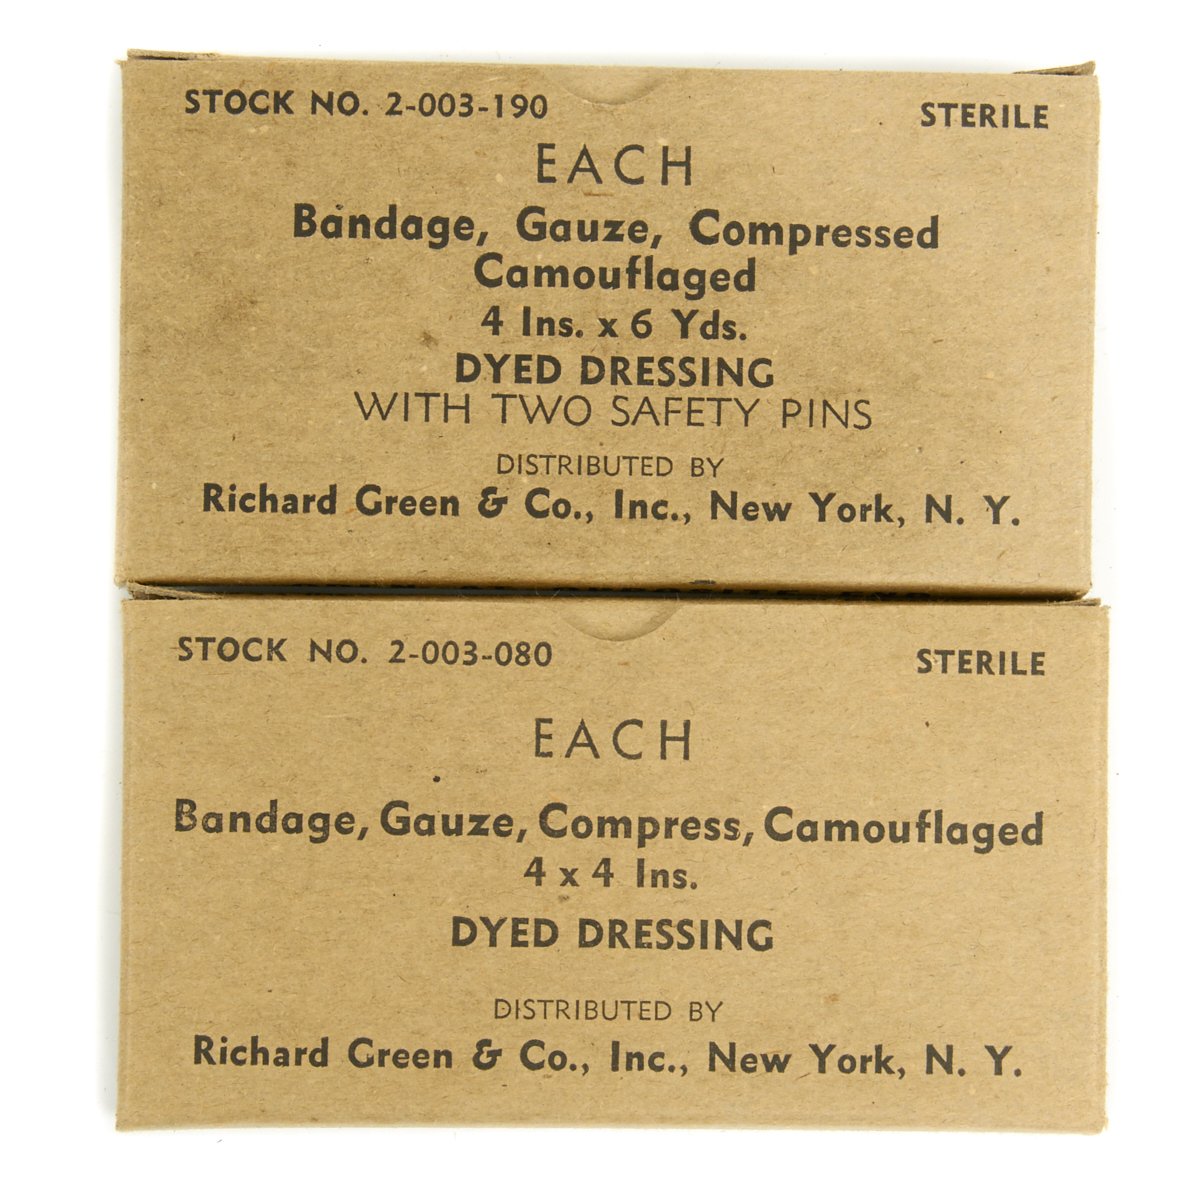 STOCK NO. 2-003-190 STERILE
EACH
Bandage, Gauze, Compressed
Camouflaged
4 Ins. x 6 Yds.
DYED DRESSING
WITH TWO SAFETY PINS
DISTRIBUTED BY
Richard Green & Co., Inc., New York, N. Y.
STOCK NO. 2-003-080 STERILE
EACH
Bandage, Gauze, Compress, Camouflaged
4 x 4 Ins.
DYED DRESSING
DISTRIBUTED BY
Richard Green & Co., Inc., New York, N. Y.